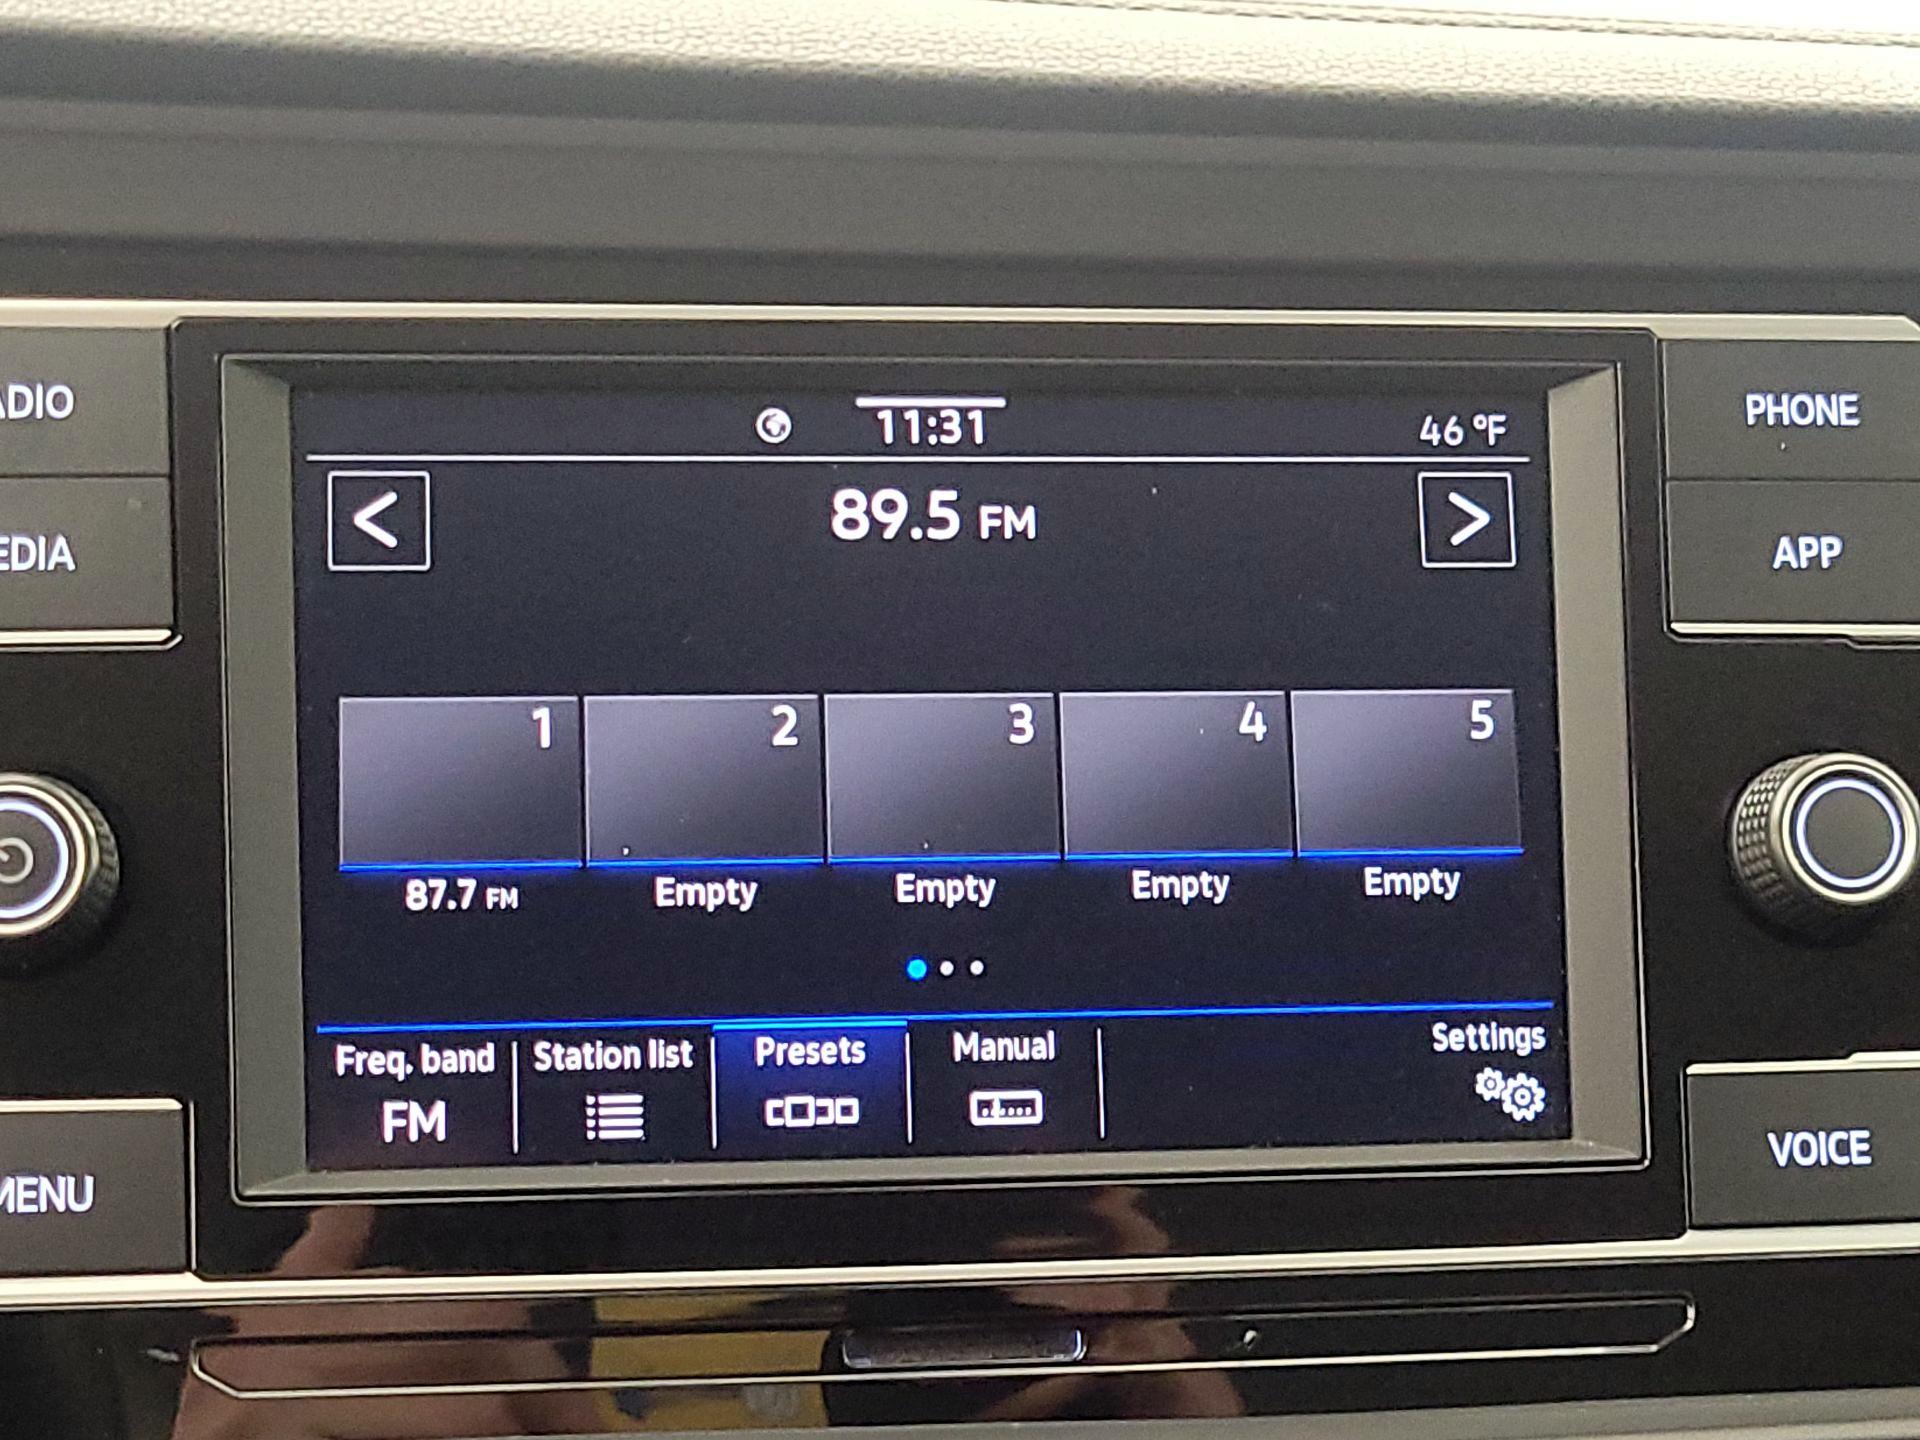 ADIO
EDIA
MENU
11:31
46 °F
<
89.5 FM
>
1
2
3
4
5
87.7 FM
Empty
Empty
Empty
Empty
Freq. band
FM
Station list
Presets
Manual
Settings
PHONE
APP
VOICE